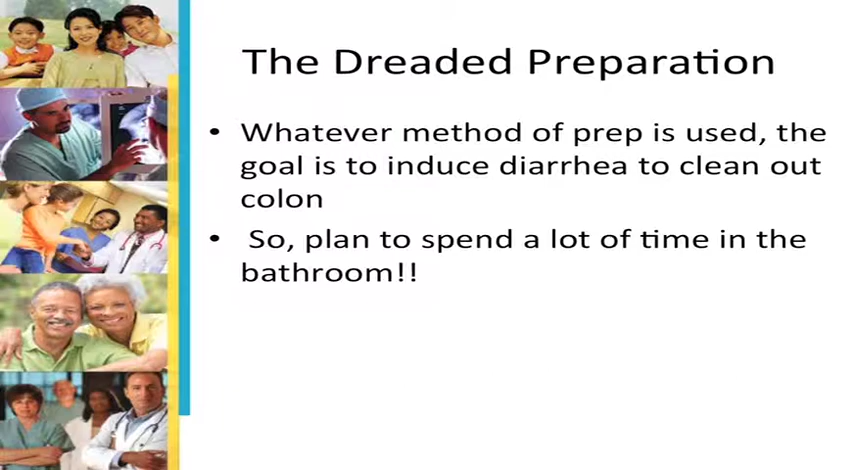 The Dreaded Preparation
• Whatever method of prep is used, the
goal is to induce diarrhea to clean out
colon
• So, plan to spend a lot of time in the
bathroom!!